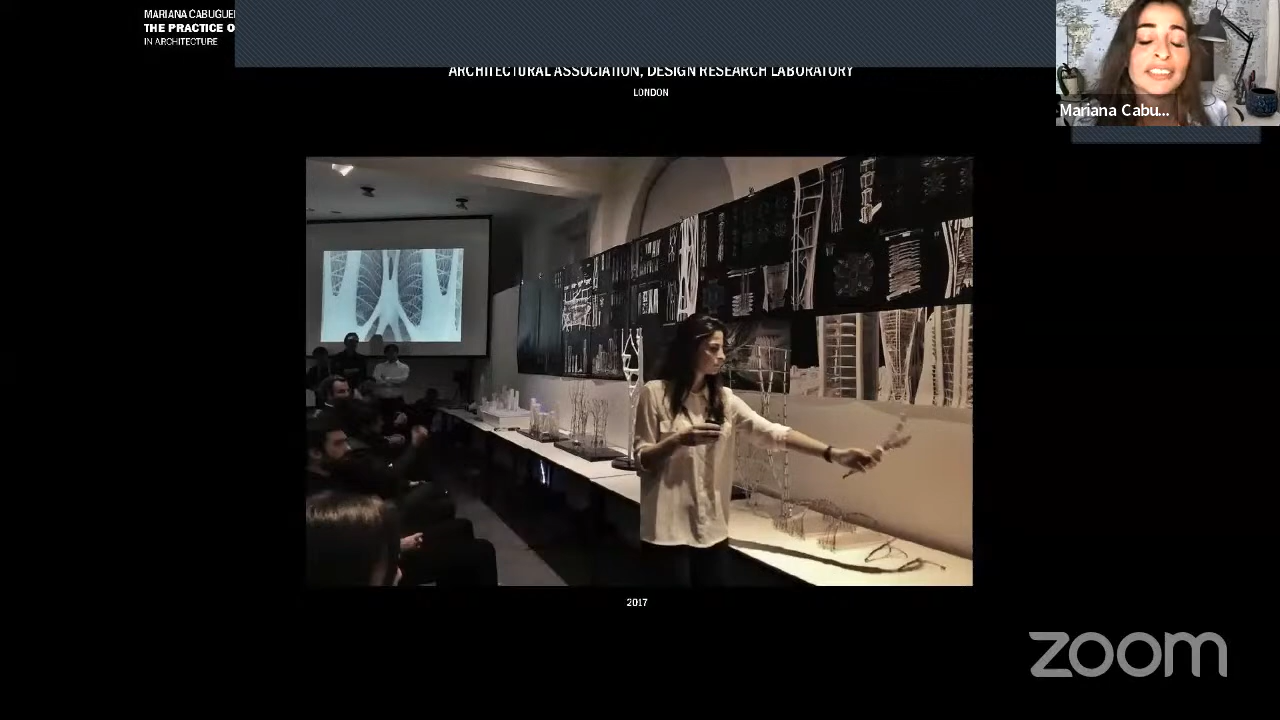 MARIANA CABUGUEI
THE PRACTICE O
IN ARCHITECTURE
ARCHITECTURAL ASSOCIATION, DESIGN RESEARCH LABORATORY
LONDON
Mariana Cabu...
2017
zoom